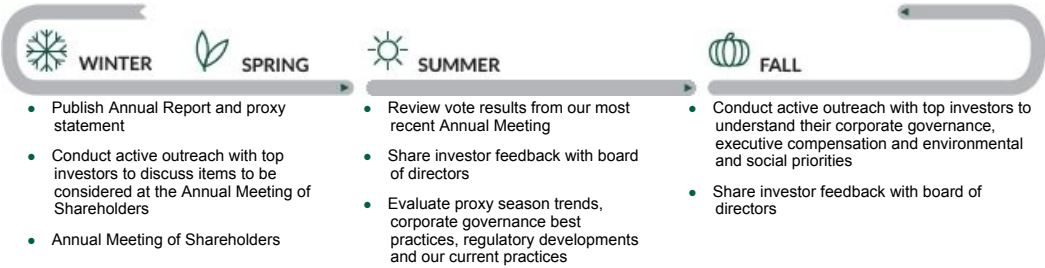 WINTER
SPRING
• Publish Annual Report and proxy
statement
• Conduct active outreach with top
investors to discuss items to be
considered at the Annual Meeting of
Shareholders
• Annual Meeting of Shareholders
SUMMER
• Review vote results from our most
recent Annual Meeting
• Share investor feedback with board
of directors
• Evaluate proxy season trends,
corporate governance best
practices, regulatory developments
and our current practices
FALL
• Conduct active outreach with top investors to
understand their corporate governance,
executive compensation and environmental
and social priorities
• Share investor feedback with board of
directors